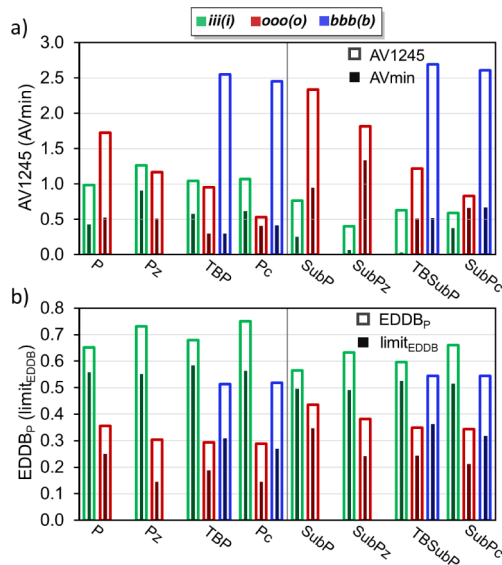 iii(i) ooo(o) bbb(b)
a)
AV1245 (AVmin)
3.0
2.5
2.0
1.5
1.0
0.5
0.0
AV1245
AVmin
P Pz TBP Pc SubP SubPz TBSubP SubPc
b)
EDDBP (limitEDDB)
0.8
0.7
0.6
0.5
0.4
0.3
0.2
0.1
0.0
EDDBP
limitEDDB
P Pz TBP Pc SubP SubPz TBSubP SubPc